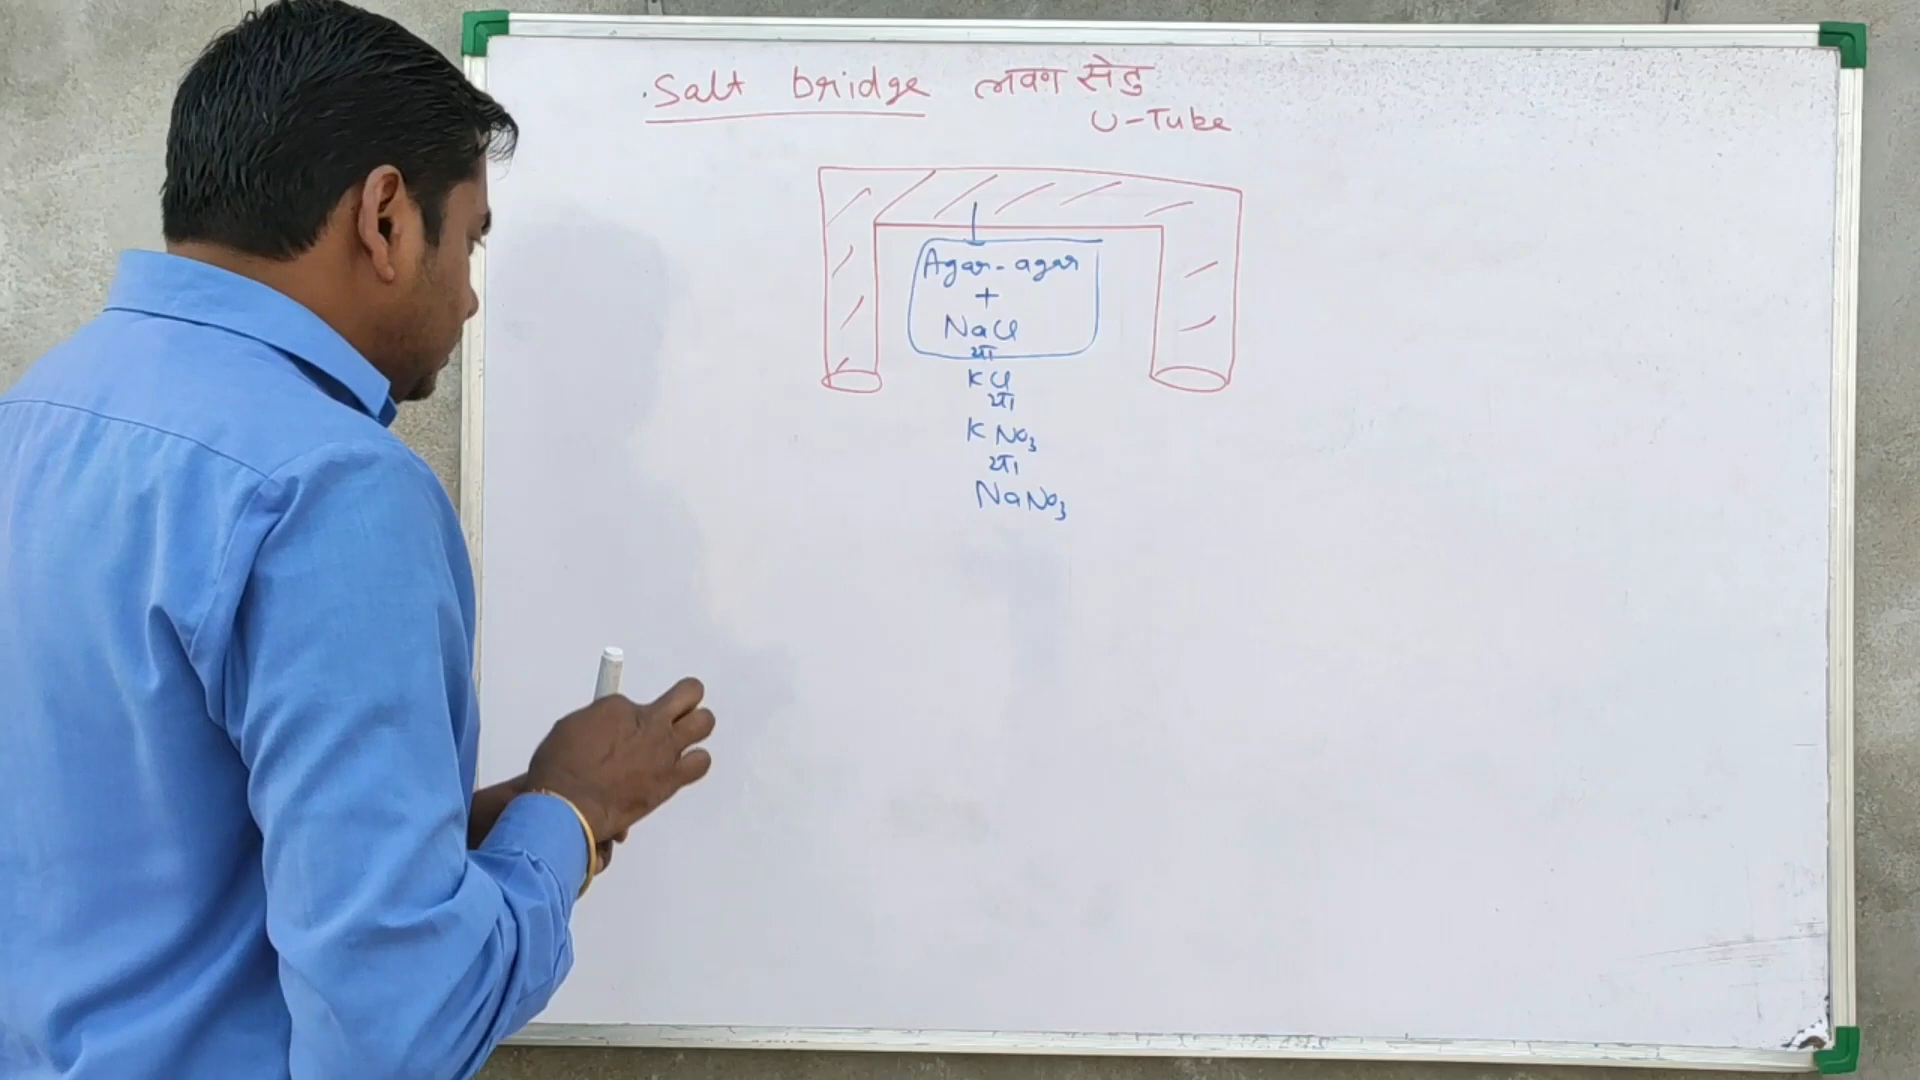 Salt bridge लवण सेतु
U-Tube
Agar-agar
+
NaCl
या
KCl
या
KNO3
या
NaNO3